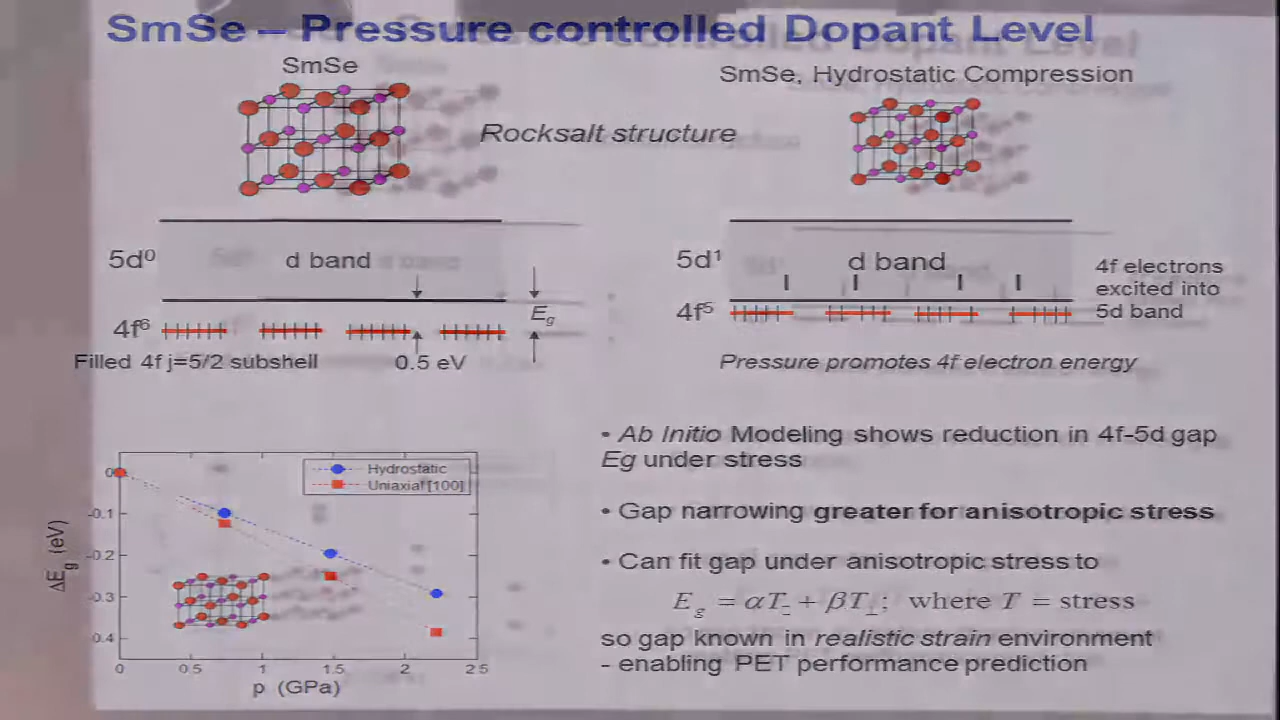 SmSe – Pressure controlled Dopant Level
SmSe
SmSe, Hydrostatic Compression
Rocksalt structure
5d⁰
d band
E_g
4f⁶
Filled 4f j=5/2 subshell
0.5 eV
5d¹
d band
4f⁵
4f electrons
excited into
5d band
Pressure promotes 4f electron energy
Hydrostatic
Uniaxial [100]
0
-0.1
-0.2
-0.3
-0.4
ΔE_g (eV)
0
0.5
1
1.5
2
2.5
p (GPa)
• Ab Initio Modeling shows reduction in 4f-5d gap
Eg under stress
• Gap narrowing greater for anisotropic stress
• Can fit gap under anisotropic stress to
where T = stress
so gap known in realistic strain environment
- enabling PET performance prediction